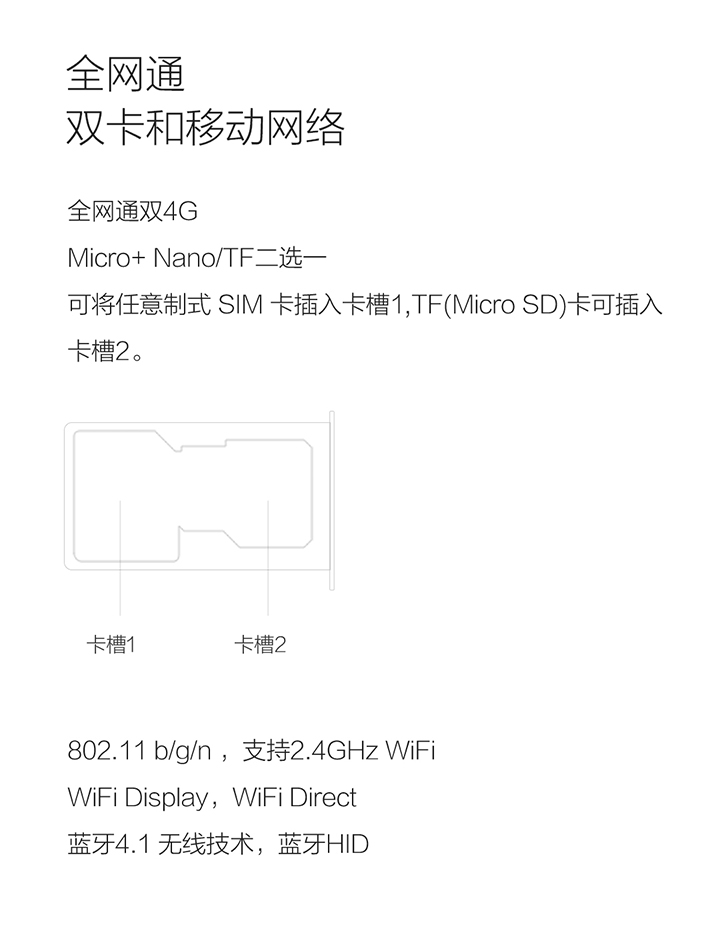 全网通
双卡和移动网络
全网通双4G
Micro+ Nano/TF二选一
可将任意制式 SIM 卡插入卡槽1,TF(Micro SD)卡可插入
卡槽2。
卡槽1
卡槽2
802.11 b/g/n ，支持2.4GHz WiFi
WiFi Display，WiFi Direct
蓝牙4.1 无线技术，蓝牙HID